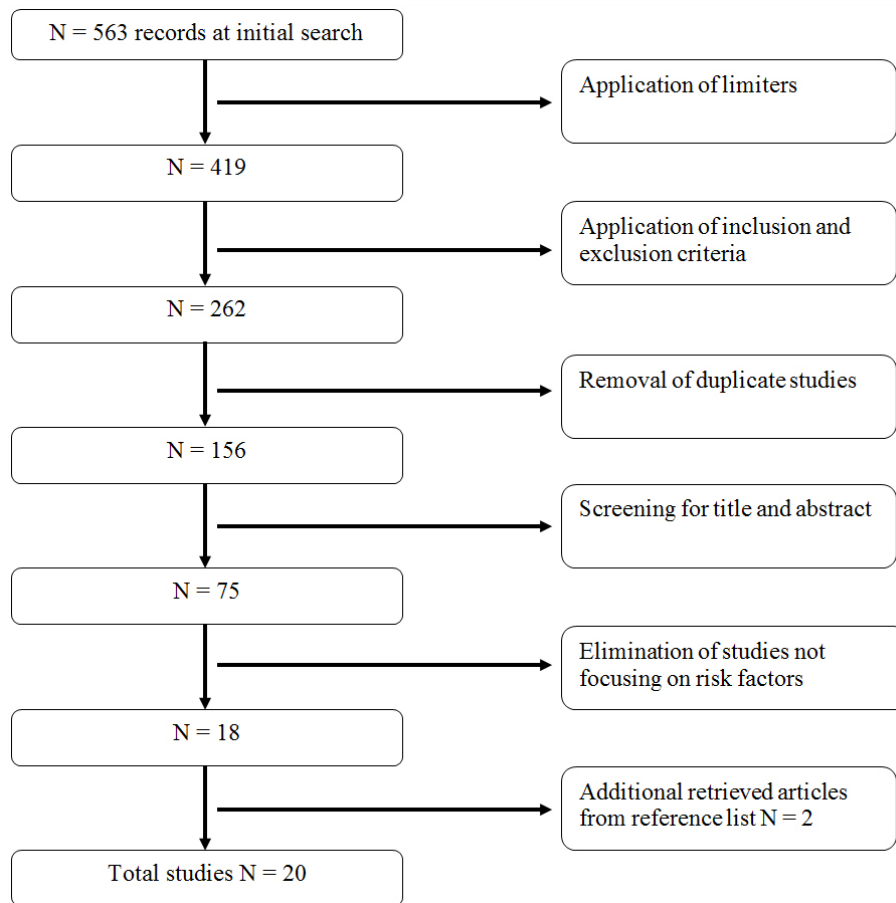 N = 563 records at initial search
Application of limiters
N = 419
Application of inclusion and
exclusion criteria
N = 262
Removal of duplicate studies
N = 156
Screening for title and abstract
N = 75
Elimination of studies not
focusing on risk factors
N = 18
Additional retrieved articles
from reference list N = 2
Total studies N = 20